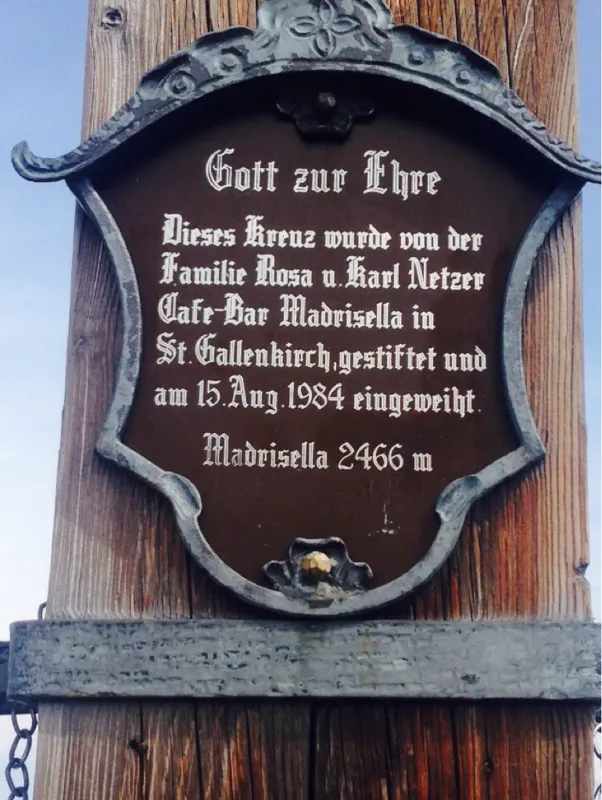 Gott zur Ehre
Dieses Kreuz wurde von der
Familie Rosa u. Karl Netzer
Cafe-Bar Madrisella in
St. Gallenkirch, gestiftet und
am 15. Aug. 1984 eingeweiht.
Madrisella 2466 m